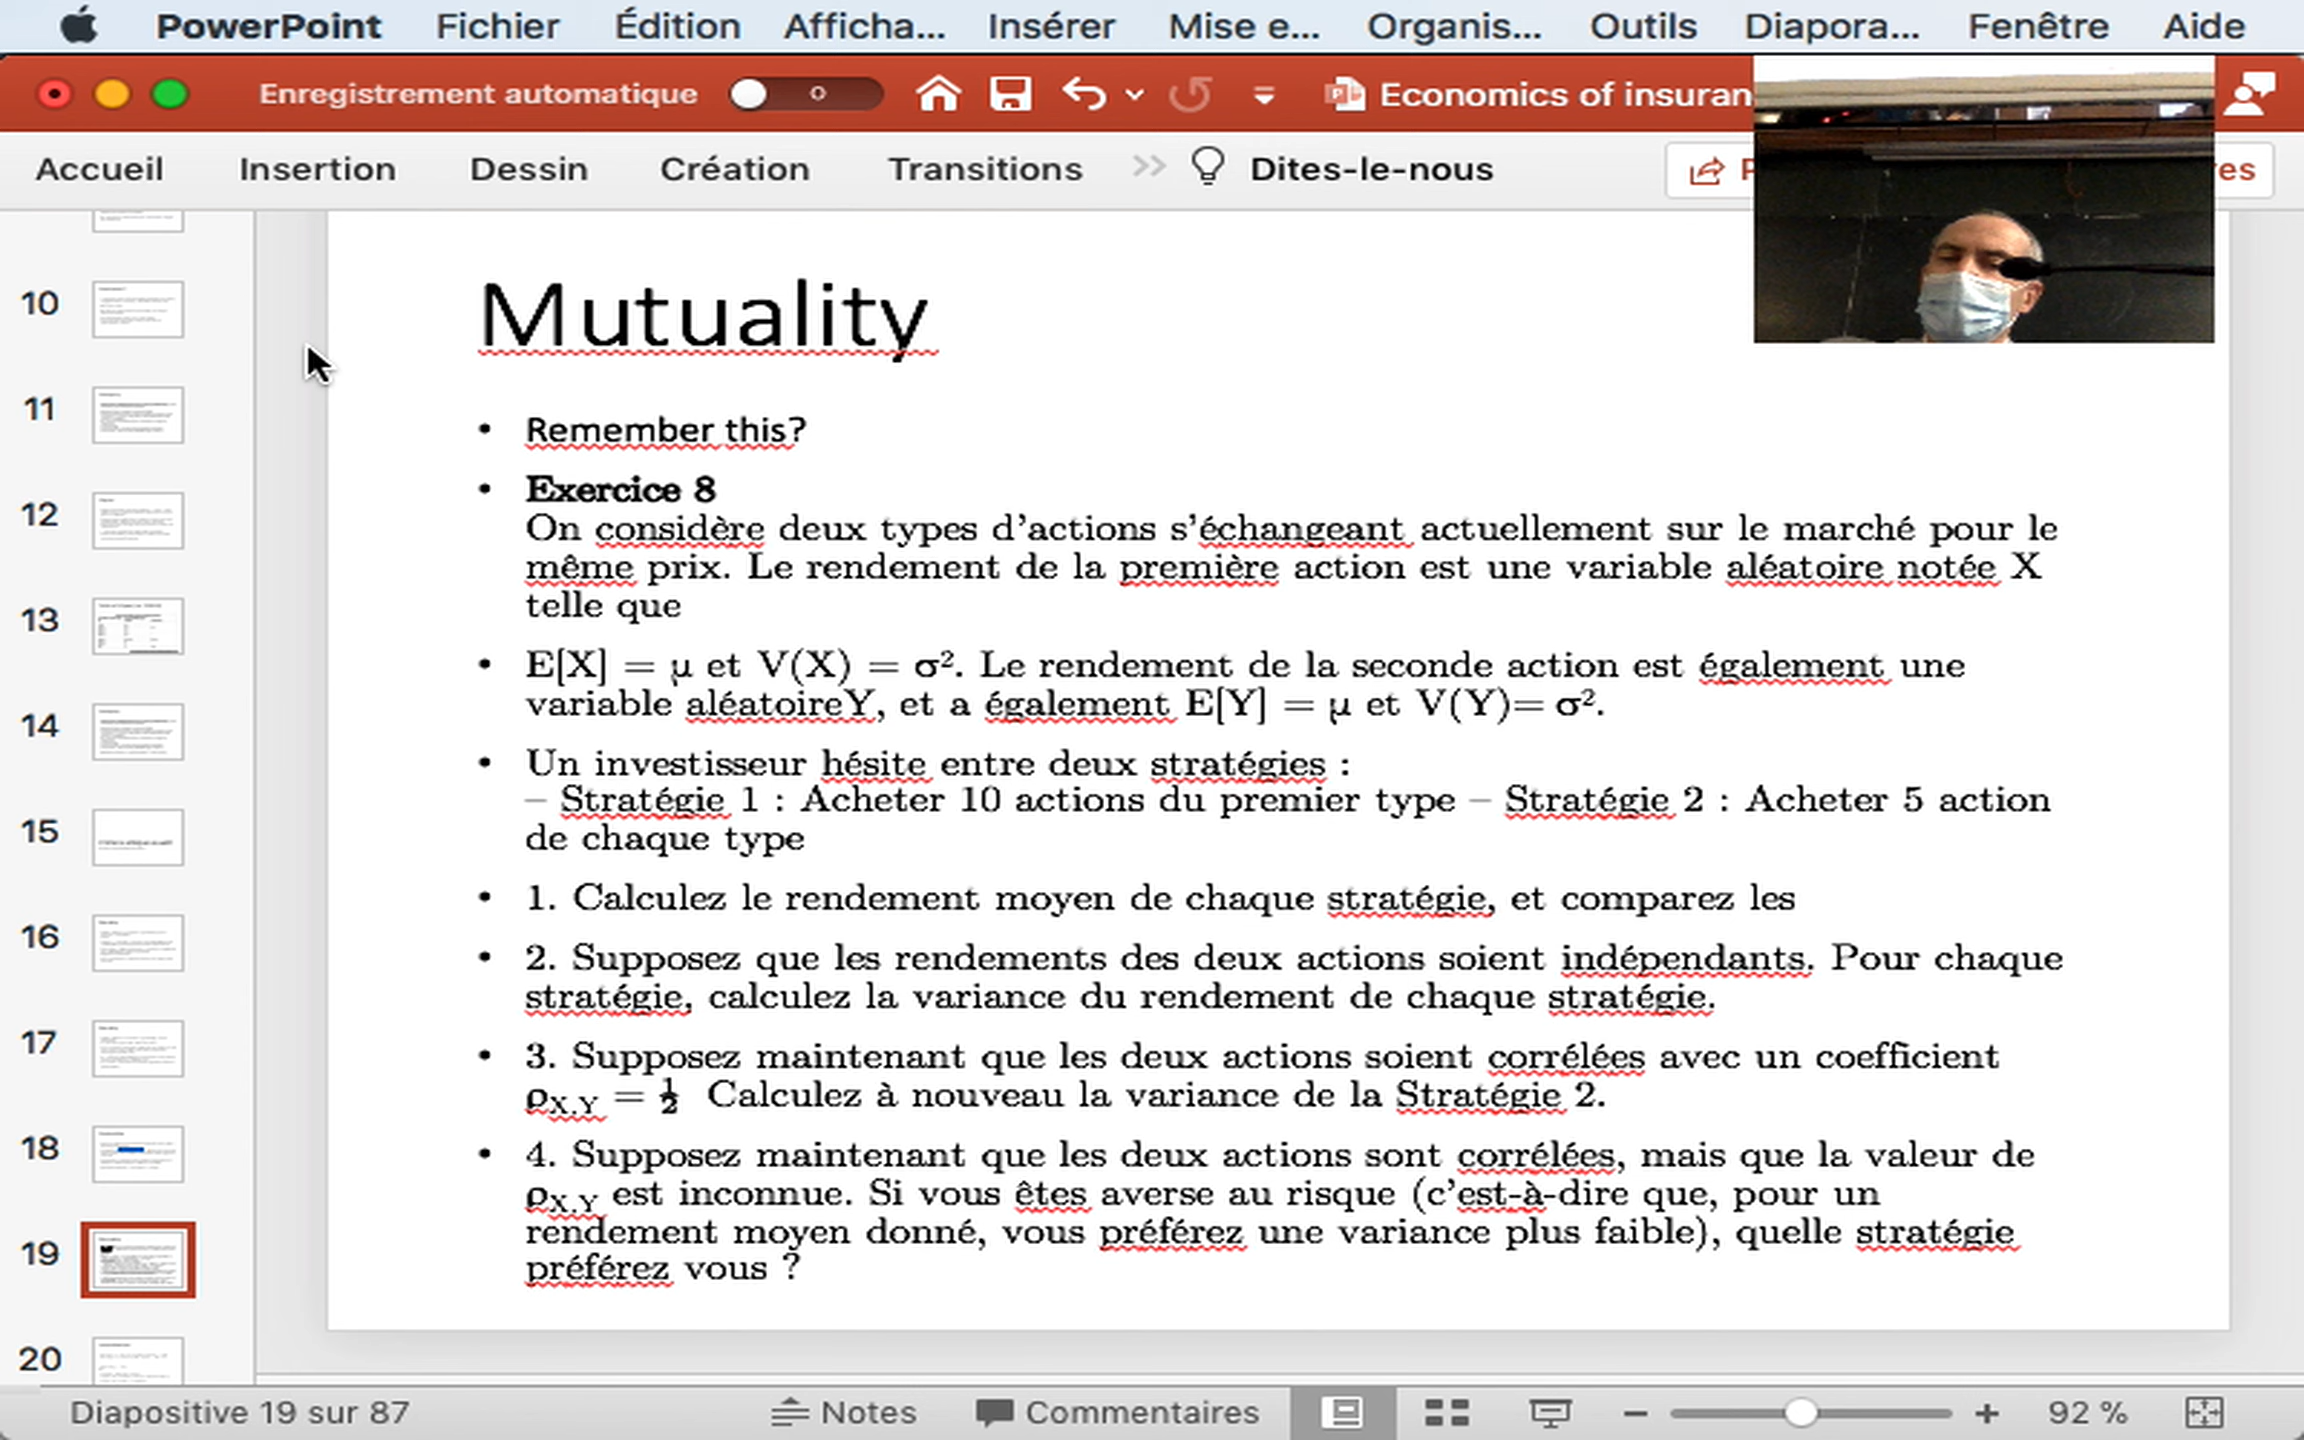 PowerPoint Fichier Édition Afficha... Insérer Mise e... Organis... Outils Diapora... Fenêtre Aide
Enregistrement automatique Economics of insuran
Accueil Insertion Dessin Création Transitions >> Dites-le-nous
Mutuality
• Remember this?
• Exercice 8
On considère deux types d'actions s'échangeant actuellement sur le marché pour le
même prix. Le rendement de la première action est une variable aléatoire notée X
telle que
• E[X] = μ et V(X) = σ². Le rendement de la seconde action est également une
variable aléatoireY, et a également E[Y] = μ et V(Y)= σ².
• Un investisseur hésite entre deux stratégies :
– Stratégie 1 : Acheter 10 actions du premier type – Stratégie 2 : Acheter 5 action
de chaque type
• 1. Calculez le rendement moyen de chaque stratégie, et comparez les
• 2. Supposez que les rendements des deux actions soient indépendants. Pour chaque
stratégie, calculez la variance du rendement de chaque stratégie.
• 3. Supposez maintenant que les deux actions soient corrélées avec un coefficient
ρX,Y = ½ Calculez à nouveau la variance de la Stratégie 2.
• 4. Supposez maintenant que les deux actions sont corrélées, mais que la valeur de
ρX,Y est inconnue. Si vous êtes averse au risque (c'est-à-dire que, pour un
rendement moyen donné, vous préférez une variance plus faible), quelle stratégie
préférez vous ?
10
11
12
13
14
15
16
17
18
19
20
Diapositive 19 sur 87 Notes Commentaires 92 %